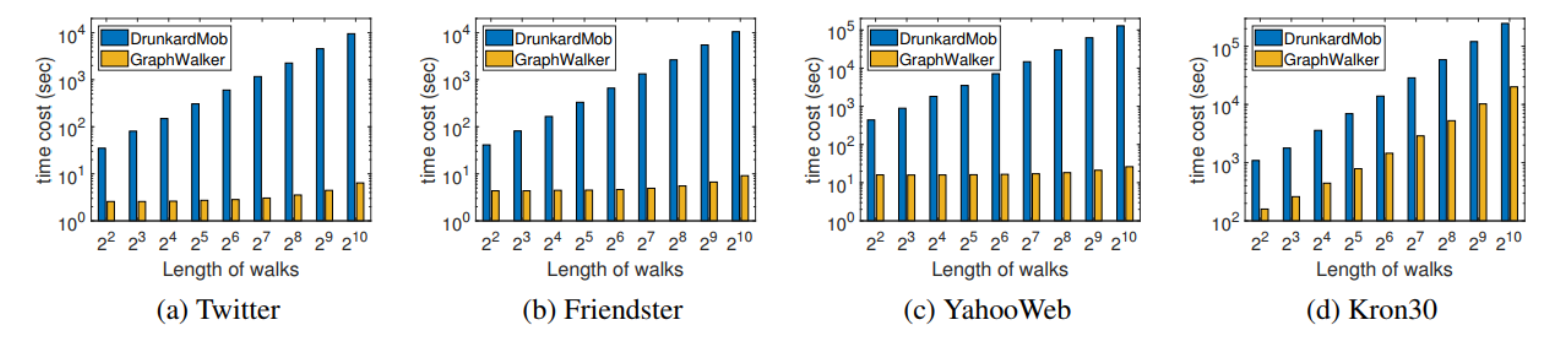 DrunkardMob
GraphWalker
time cost (sec)
10^4
10^3
10^2
10^1
10^0
2^2 2^3 2^4 2^5 2^6 2^7 2^8 2^9 2^10
Length of walks
(a) Twitter
DrunkardMob
GraphWalker
time cost (sec)
10^4
10^3
10^2
10^1
10^0
2^2 2^3 2^4 2^5 2^6 2^7 2^8 2^9 2^10
Length of walks
(b) Friendster
DrunkardMob
GraphWalker
time cost (sec)
10^5
10^4
10^3
10^2
10^1
10^0
2^2 2^3 2^4 2^5 2^6 2^7 2^8 2^9 2^10
Length of walks
(c) YahooWeb
DrunkardMob
GraphWalker
time cost (sec)
10^5
10^4
10^3
10^2
2^2 2^3 2^4 2^5 2^6 2^7 2^8 2^9 2^10
Length of walks
(d) Kron30